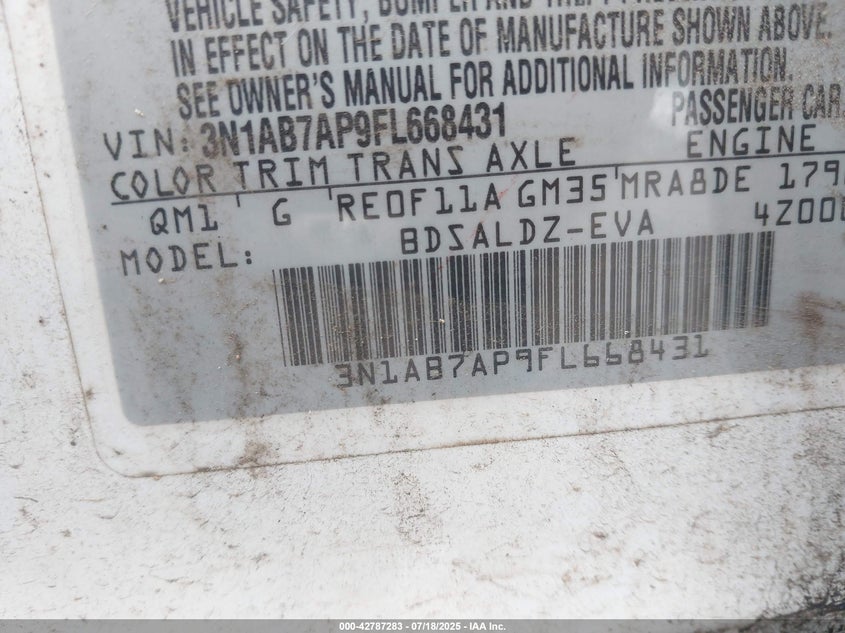 VEHICLE SAFETY, BUMPER AND THEFT
IN EFFECT ON THE DATE OF MANUFACTURE SHOWN ABOVE.
SEE OWNER'S MANUAL FOR ADDITIONAL INFORMATION.
VIN: 3N1AB7AP9FL668431 PASSENGER CAR
COLOR TRIM TRANS AXLE ENGINE
QM1 G RE0F11A GM35 MRA8DE 179
MODEL: BDSALDZ-EVA 4Z00
3N1AB7AP9FL668431
000-42787283 | 07/18/2025 - IAA Inc.